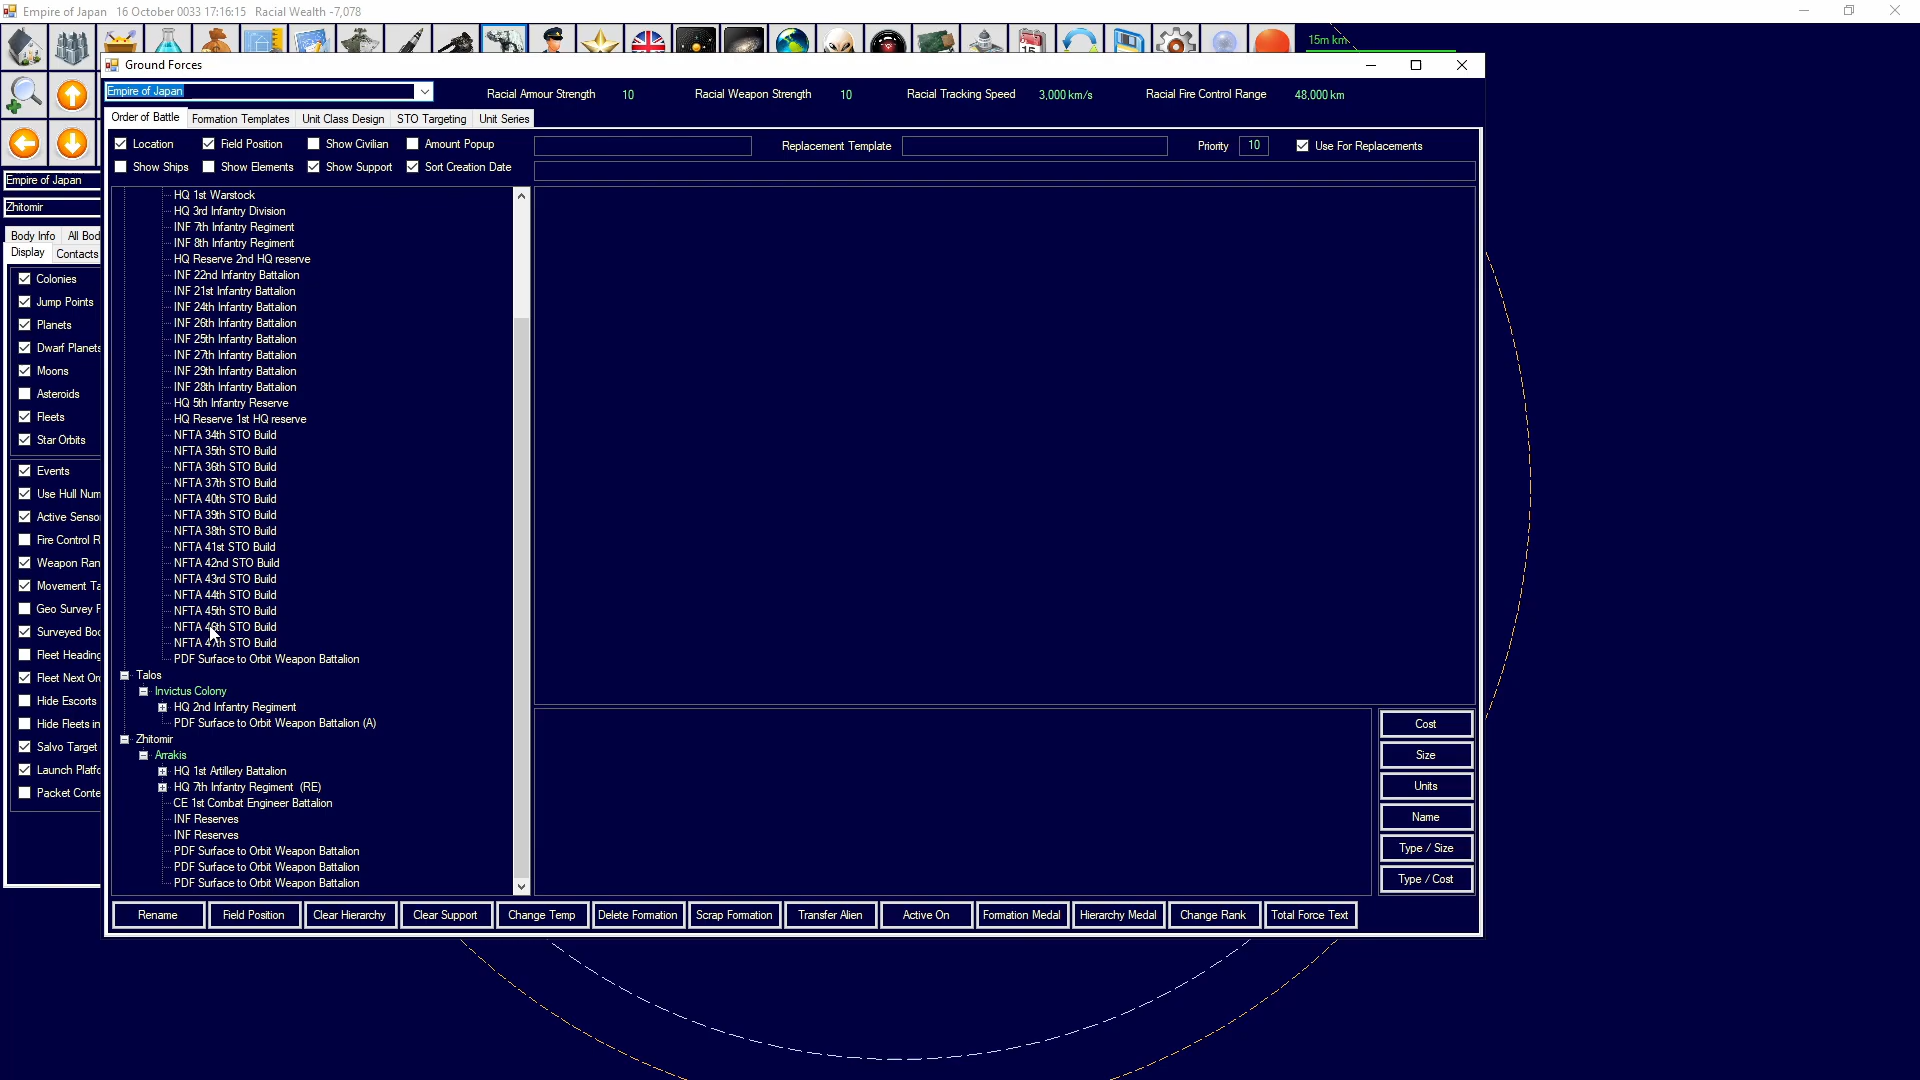 Empire of Japan 16 October 0033 17:16:15 Racial Wealth -7,078
15m km
Ground Forces
Empire of Japan
Racial Armour Strength 10
Racial Weapon Strength 10
Racial Tracking Speed 3,000 km/s
Racial Fire Control Range 48,000 km
Order of Battle
Formation Templates
Unit Class Design
STO Targeting
Unit Series
Location
Field Position
Show Civilian
Amount Popup
Replacement Template
Priority 10
Use For Replacements
Show Ships
Show Elements
Show Support
Sort Creation Date
Empire of Japan
Zhitomir
Body Info
All Bod
Display
Contacts
Colonies
Jump Points
Planets
Dwarf Planets
Moons
Asteroids
Fleets
Star Orbits
Events
Use Hull Num
Active Senso
Fire Control R
Weapon Ran
Movement Ta
Geo Survey F
Surveyed Boo
Fleet Heading
Fleet Next Or
Hide Escorts
Hide Fleets in
Salvo Target
Launch Platfo
Packet Conte
HQ 1st Warstock
HQ 3rd Infantry Division
INF 7th Infantry Regiment
INF 8th Infantry Regiment
HQ Reserve 2nd HQ reserve
INF 22nd Infantry Battalion
INF 21st Infantry Battalion
INF 24th Infantry Battalion
INF 26th Infantry Battalion
INF 25th Infantry Battalion
INF 27th Infantry Battalion
INF 29th Infantry Battalion
INF 28th Infantry Battalion
HQ 5th Infantry Reserve
HQ Reserve 1st HQ reserve
NFTA 34th STO Build
NFTA 35th STO Build
NFTA 36th STO Build
NFTA 37th STO Build
NFTA 40th STO Build
NFTA 39th STO Build
NFTA 38th STO Build
NFTA 41st STO Build
NFTA 42nd STO Build
NFTA 43rd STO Build
NFTA 44th STO Build
NFTA 45th STO Build
NFTA 46th STO Build
NFTA 47th STO Build
PDF Surface to Orbit Weapon Battalion
Talos
Invictus Colony
HQ 2nd Infantry Regiment
PDF Surface to Orbit Weapon Battalion (A)
Zhitomir
Arrakis
HQ 1st Artillery Battalion
HQ 7th Infantry Regiment (RE)
CE 1st Combat Engineer Battalion
INF Reserves
INF Reserves
PDF Surface to Orbit Weapon Battalion
PDF Surface to Orbit Weapon Battalion
PDF Surface to Orbit Weapon Battalion
Cost
Size
Units
Name
Type / Size
Type / Cost
Rename
Field Position
Clear Hierarchy
Clear Support
Change Temp
Delete Formation
Scrap Formation
Transfer Alien
Active On
Formation Medal
Hierarchy Medal
Change Rank
Total Force Text